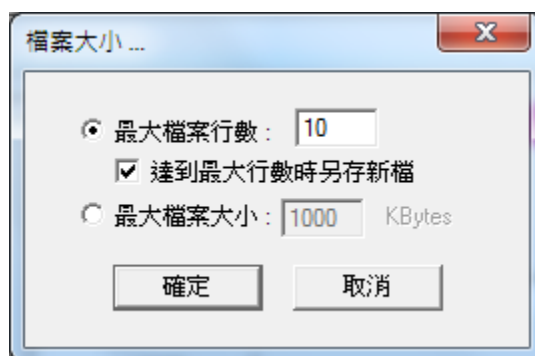 檔案大小 ...
最大檔案行數 : 10
達到最大行數時另存新檔
最大檔案大小 : 1000 KBytes
確定 取消